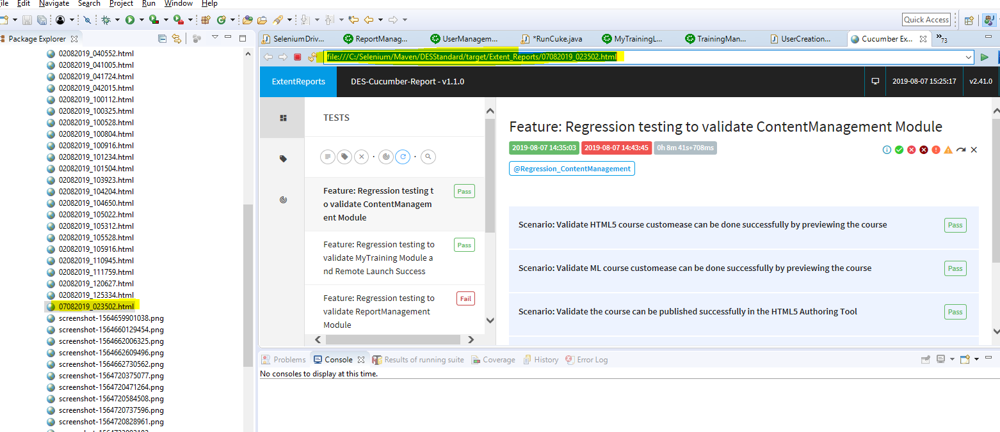 ile Edit Navigate Search Project Run Window Help
Quick Access
Package Explorer
02082019_040552.html
02082019_041005.html
02082019_041724.html
02082019_042015.html
02082019_100112.html
02082019_100325.html
02082019_100528.html
02082019_100804.html
02082019_100916.html
02082019_101234.html
02082019_101504.html
02082019_103923.html
02082019_104204.html
02082019_104650.html
02082019_105022.html
02082019_105312.html
02082019_105528.html
02082019_105916.html
02082019_110945.html
02082019_111759.html
02082019_120627.html
02082019_125334.html
07082019_023502.html
screenshot-1564659901038.png
screenshot-1564660129454.png
screenshot-1564662006325.png
screenshot-1564662609496.png
screenshot-1564662730562.png
screenshot-1564720375077.png
screenshot-1564720471264.png
screenshot-1564720584508.png
screenshot-1564720737596.png
screenshot-1564720828961.png
SeleniumDriv... ReportManag... UserManagem... *RunCuke.java MyTrainingL... TrainingMan... UserCreation... Cucumber Ex... »73
file:///C:/Selenium/Maven/DESStandard/target/Extent_Reports/07082019_023502.html
ExtentReports DES-Cucumber-Report - v1.1.0 2019-08-07 15:25:17 v2.41.0
TESTS
Feature: Regression testing t
o validate ContentManagem
ent Module
Pass
Feature: Regression testing to
validate MyTraining Module a
nd Remote Launch Success
Pass
Feature: Regression testing to
validate ReportManagement
Module
Fail
Feature: Regression testing to validate ContentManagement Module
2019-08-07 14:35:03 2019-08-07 14:43:45 0h 8m 41s+708ms
@Regression_ContentManagement
Scenario: Validate HTML5 course customease can be done successfully by previewing the course Pass
Scenario: Validate ML course customease can be done successfully by previewing the course Pass
Scenario: Validate the course can be published successfully in the HTML5 Authoring Tool Pass
Problems Console Results of running suite Coverage History Error Log
No consoles to display at this time.